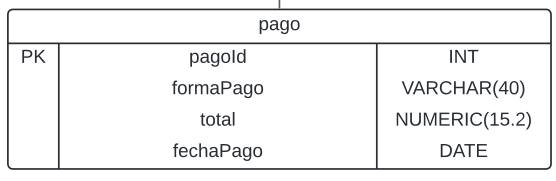 pago
PK pagoId INT
formaPago VARCHAR(40)
total NUMERIC(15.2)
fechaPago DATE